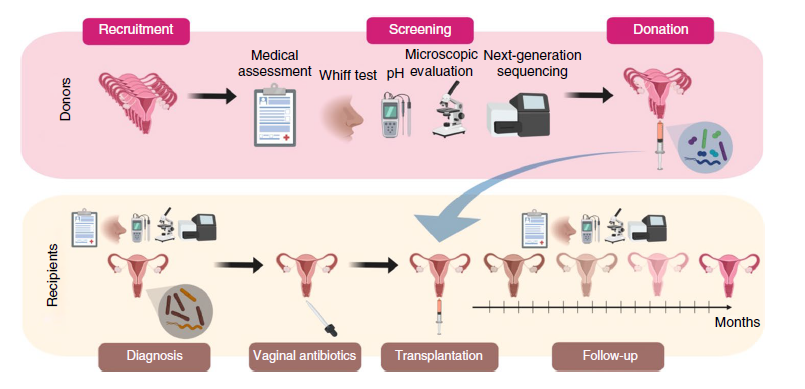 Recruitment
Screening
Donation
Donors
Medical
assessment
Whiff test
pH
Microscopic
evaluation
Next-generation
sequencing
Recipients
Months
Diagnosis
Vaginal antibiotics
Transplantation
Follow-up